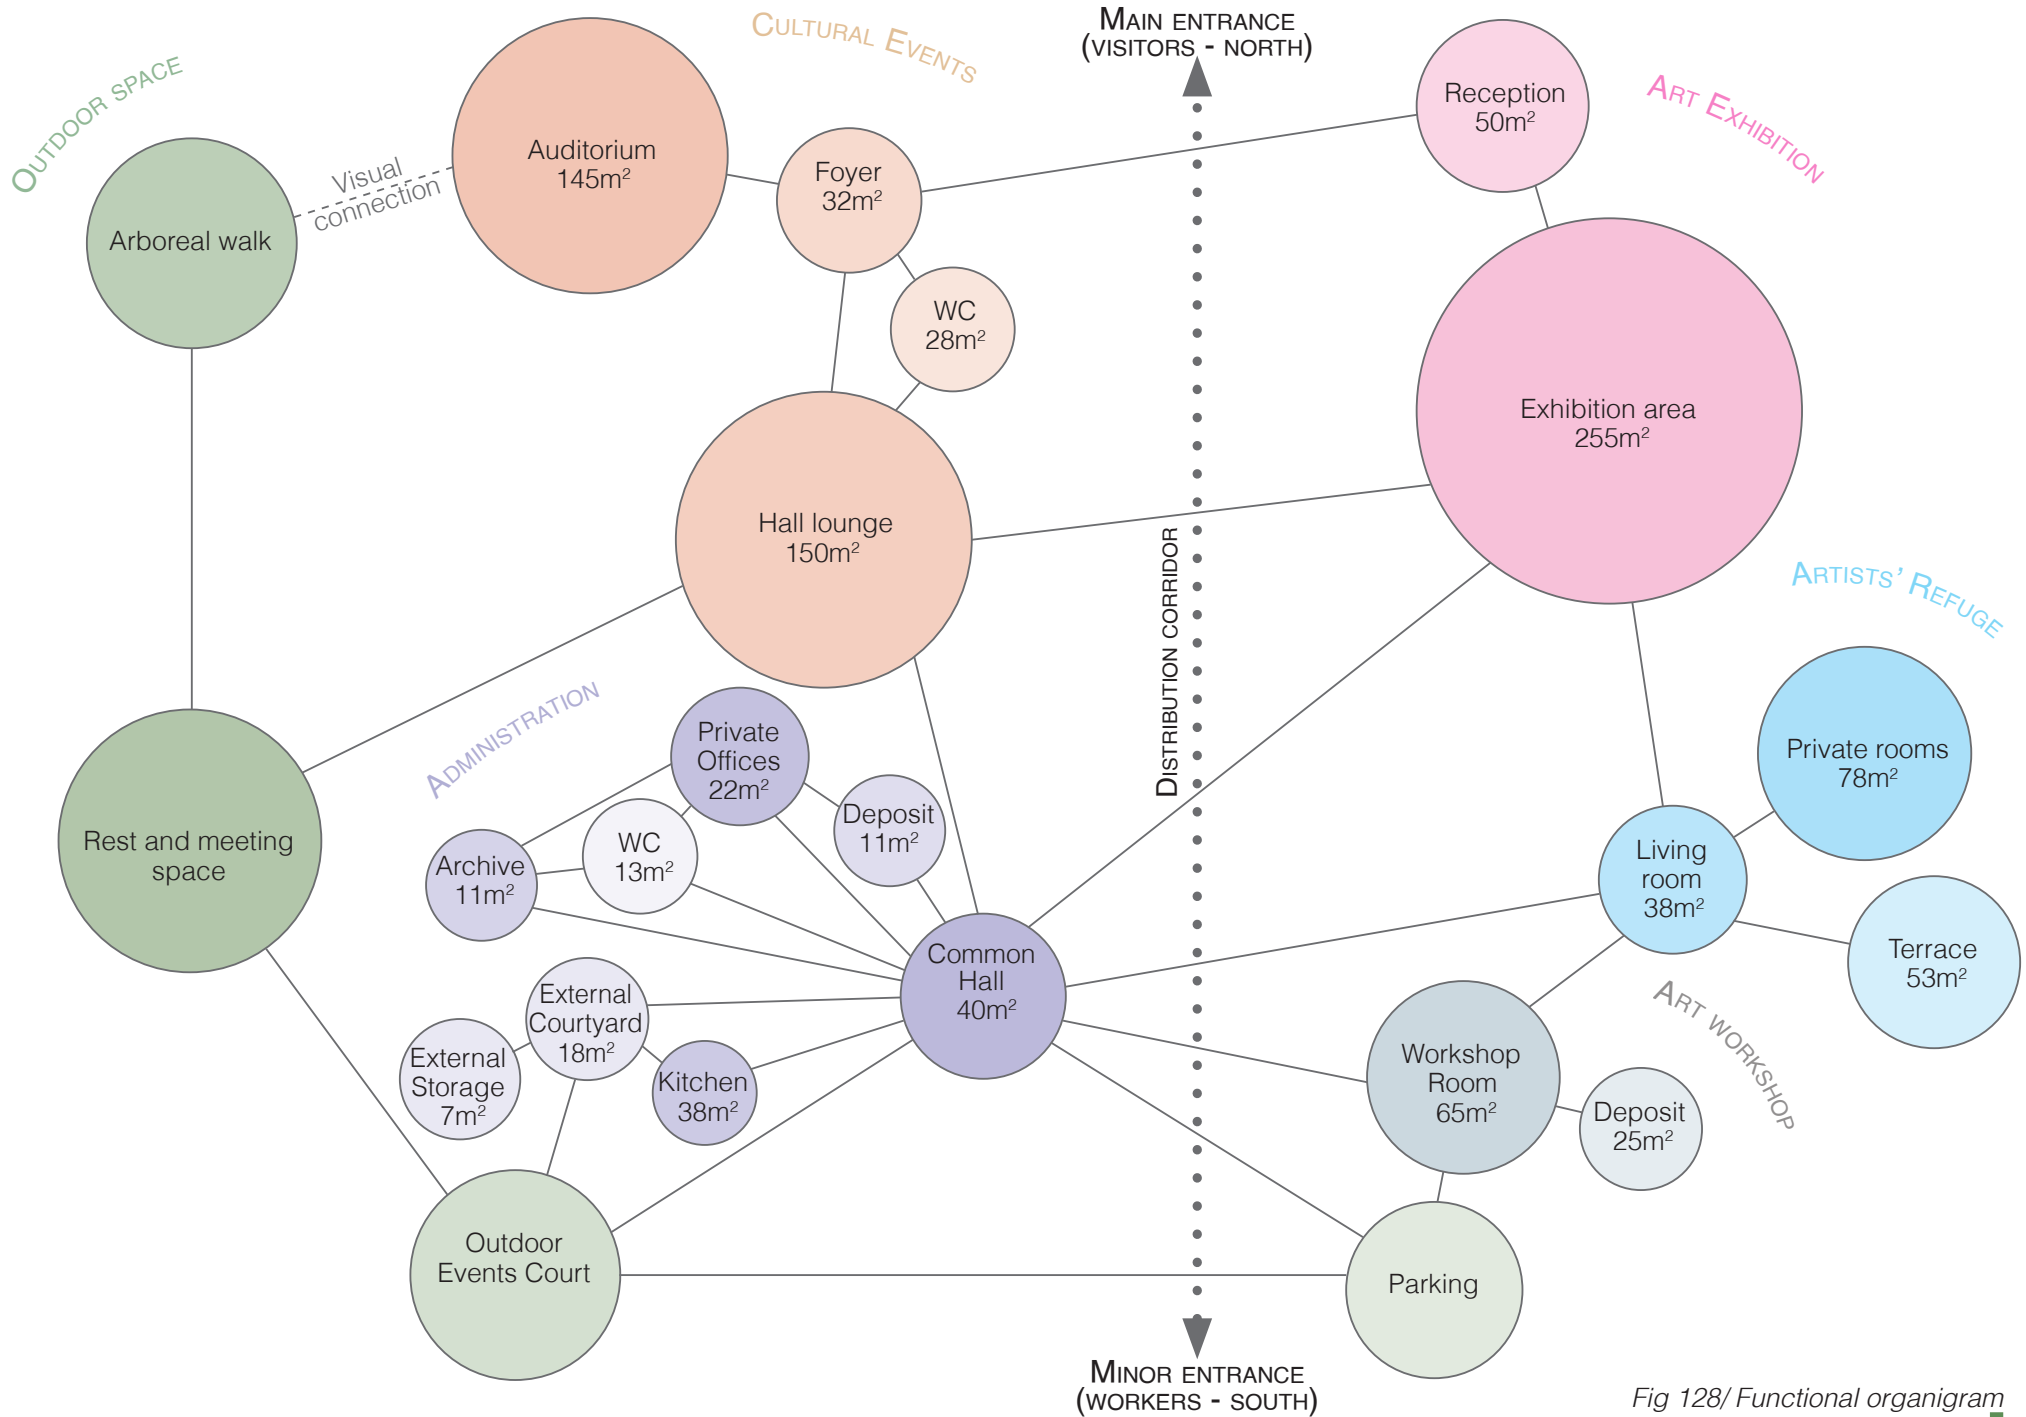 Outdoor space
Cultural Events
Main entrance
(visitors - north)
Art Exhibition
Arboreal walk
Visual
connection
Auditorium
145m²
Foyer
32m²
WC
28m²
Reception
50m²
Exhibition area
255m²
Hall lounge
150m²
Distribution corridor
Artists' Refuge
Administration
Private
Offices
22m²
Deposit
11m²
WC
13m²
Archive
11m²
Rest and meeting
space
Common
Hall
40m²
External
Courtyard
18m²
External
Storage
7m²
Kitchen
38m²
Private rooms
78m²
Living
room
38m²
Terrace
53m²
Art workshop
Workshop
Room
65m²
Deposit
25m²
Outdoor
Events Court
Parking
Minor entrance
(workers - south)
Fig 128/ Functional organigram